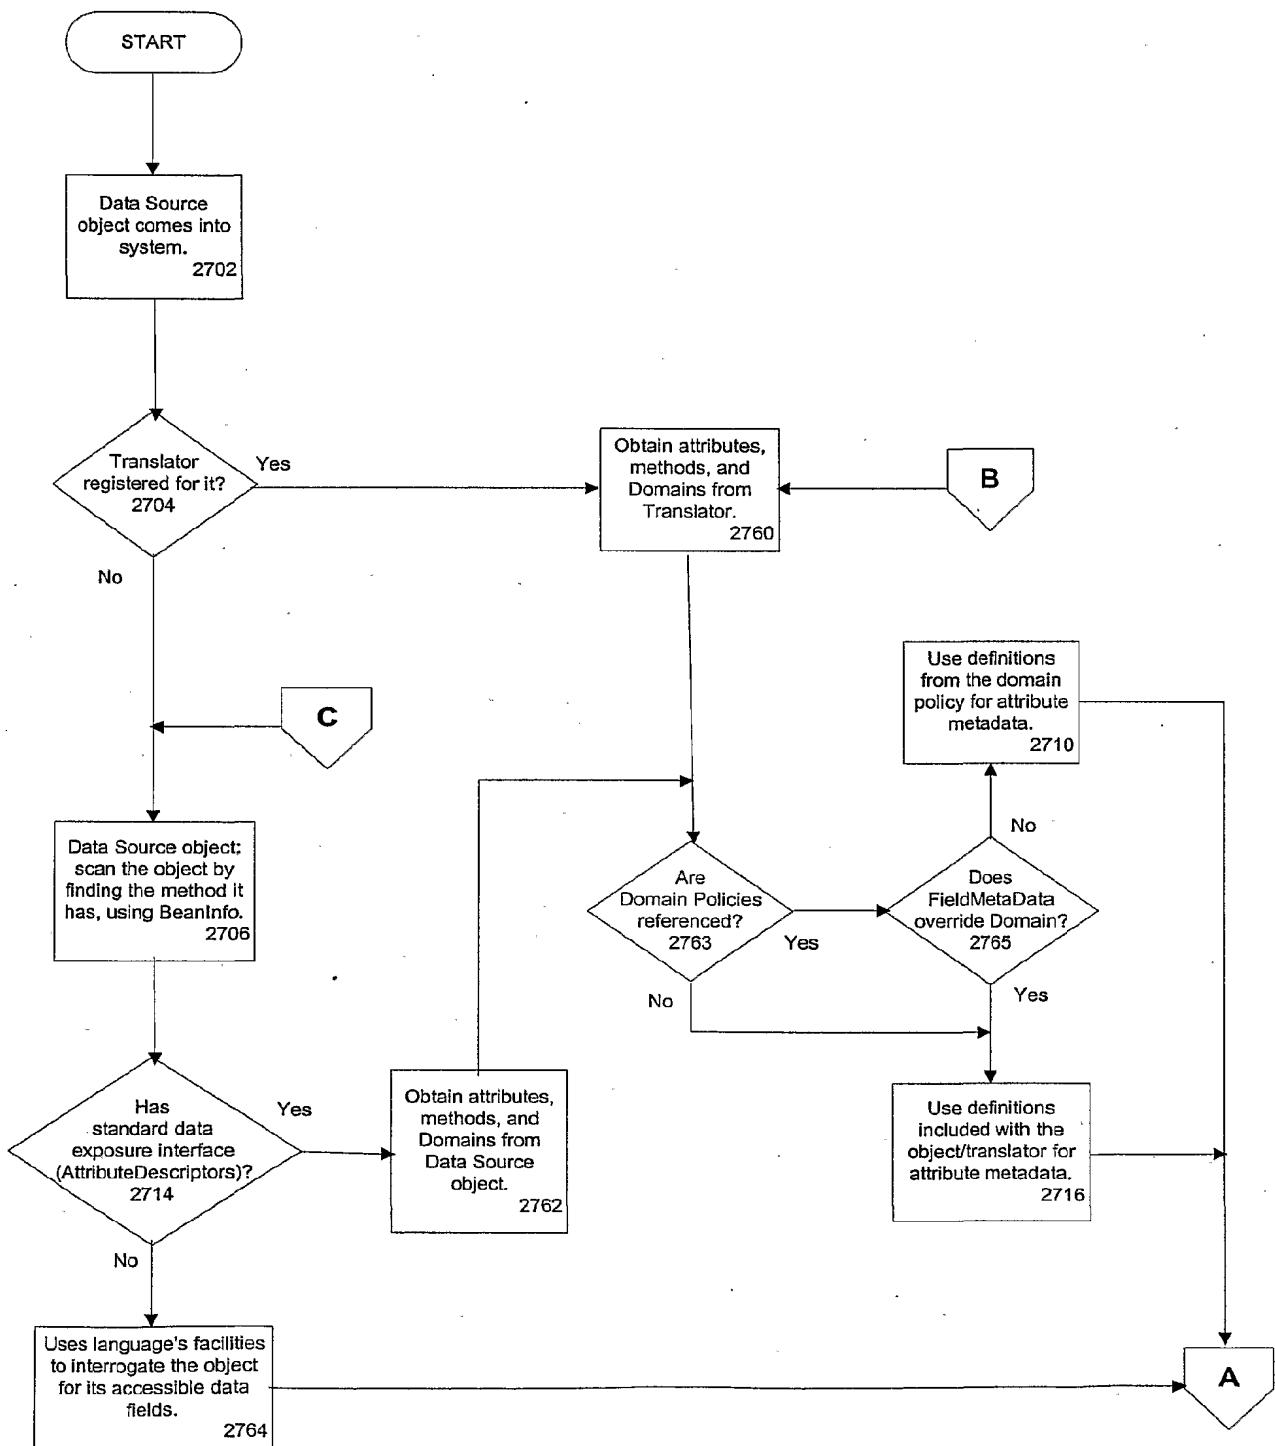 START
Data Source
object comes into
system.
2702
Translator
registered for it?
2704
Yes
No
Obtain attributes,
methods, and
Domains from
Translator.
2760
B
C
Use definitions
from the domain
policy for attribute
metadata.
2710
Data Source object:
scan the object by
finding the method it
has, using BeanInfo.
2706
Are
Domain Policies
referenced?
2763
Yes
No
Does
FieldMetaData
override Domain?
2765
No
Yes
Has
standard data
exposure interface
(AttributeDescriptors)?
2714
Yes
No
Obtain attributes,
methods, and
Domains from
Data Source
object.
2762
Use definitions
included with the
object/translator for
attribute metadata.
2716
Uses language's facilities
to interrogate the object
for its accessible data
fields.
2764
A